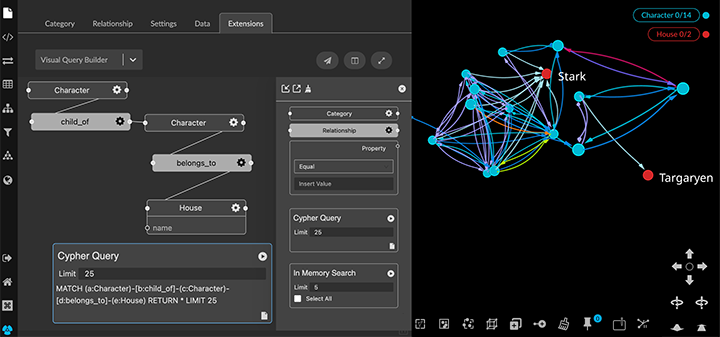 Category Relationship Settings Data Extensions
Visual Query Builder
Character
child_of
Character
belongs_to
House
name
Cypher Query
Limit 25
MATCH (a:Character)-[b:child_of]-(c:Character)-
[d:belongs_to]-(e:House) RETURN * LIMIT 25
Category
Relationship
Property
Equal
Insert Value
Cypher Query
Limit 25
In Memory Search
Limit 5
Select All
Character 0/14
House 0/2
Stark
Targaryen
0